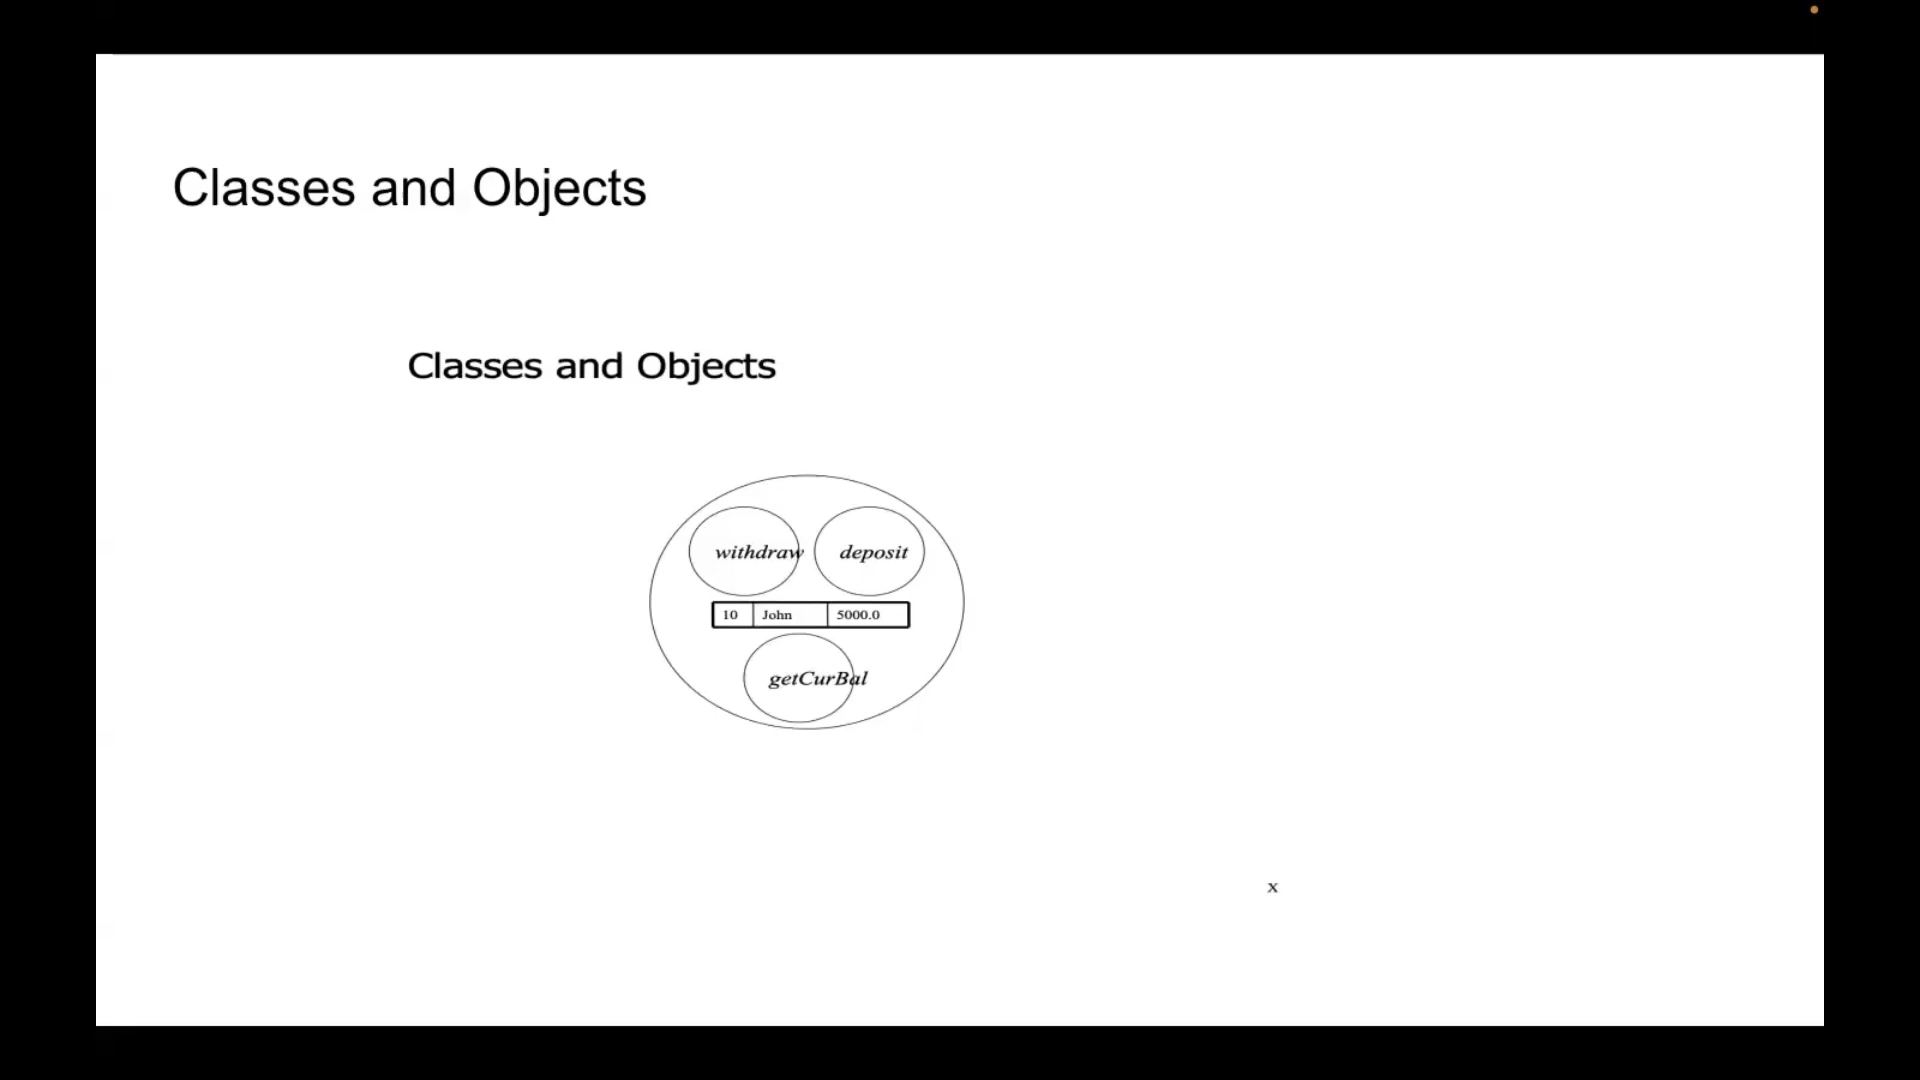 Classes and Objects
Classes and Objects
withdraw deposit
10 John 5000.0
getCurBal
x